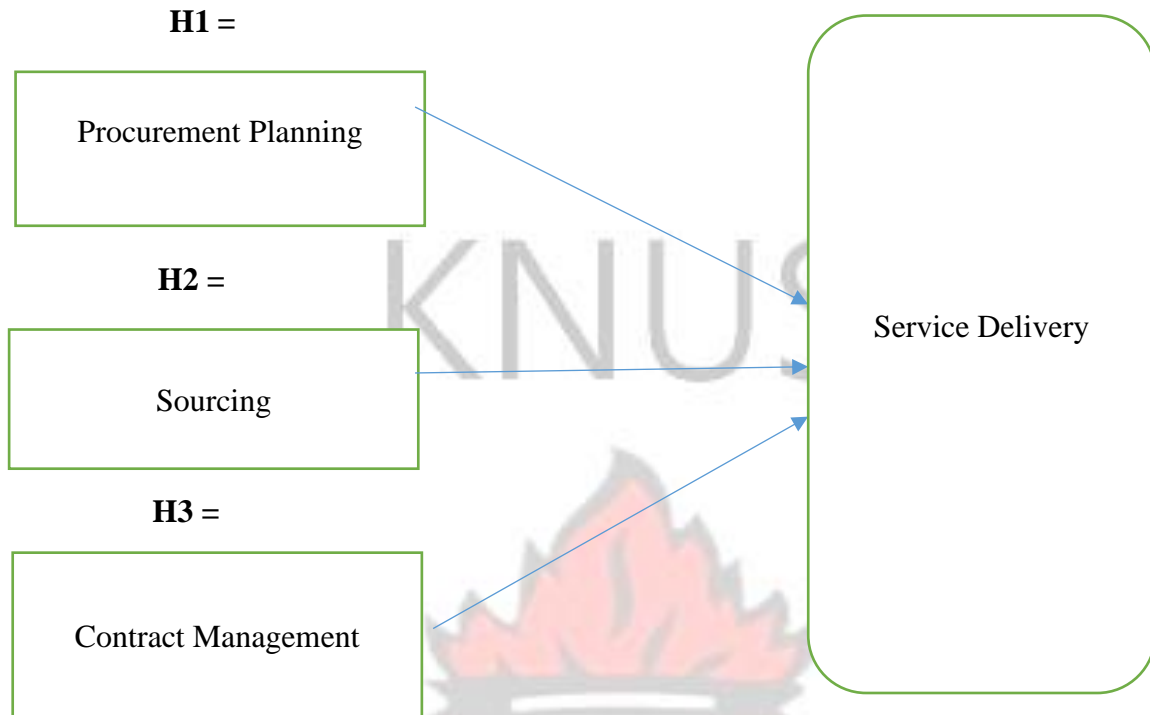 H1 =
Procurement Planning
H2 =
Sourcing
H3 =
Contract Management
Service Delivery
KNUS